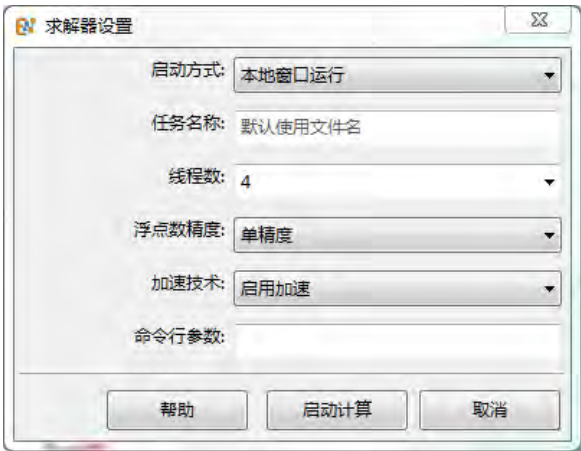 求解器设置
启动方式: 本地窗口运行
任务名称: 默认使用文件名
线程数: 4
浮点数精度: 单精度
加速技术: 启用加速
命令行参数:
帮助 启动计算 取消